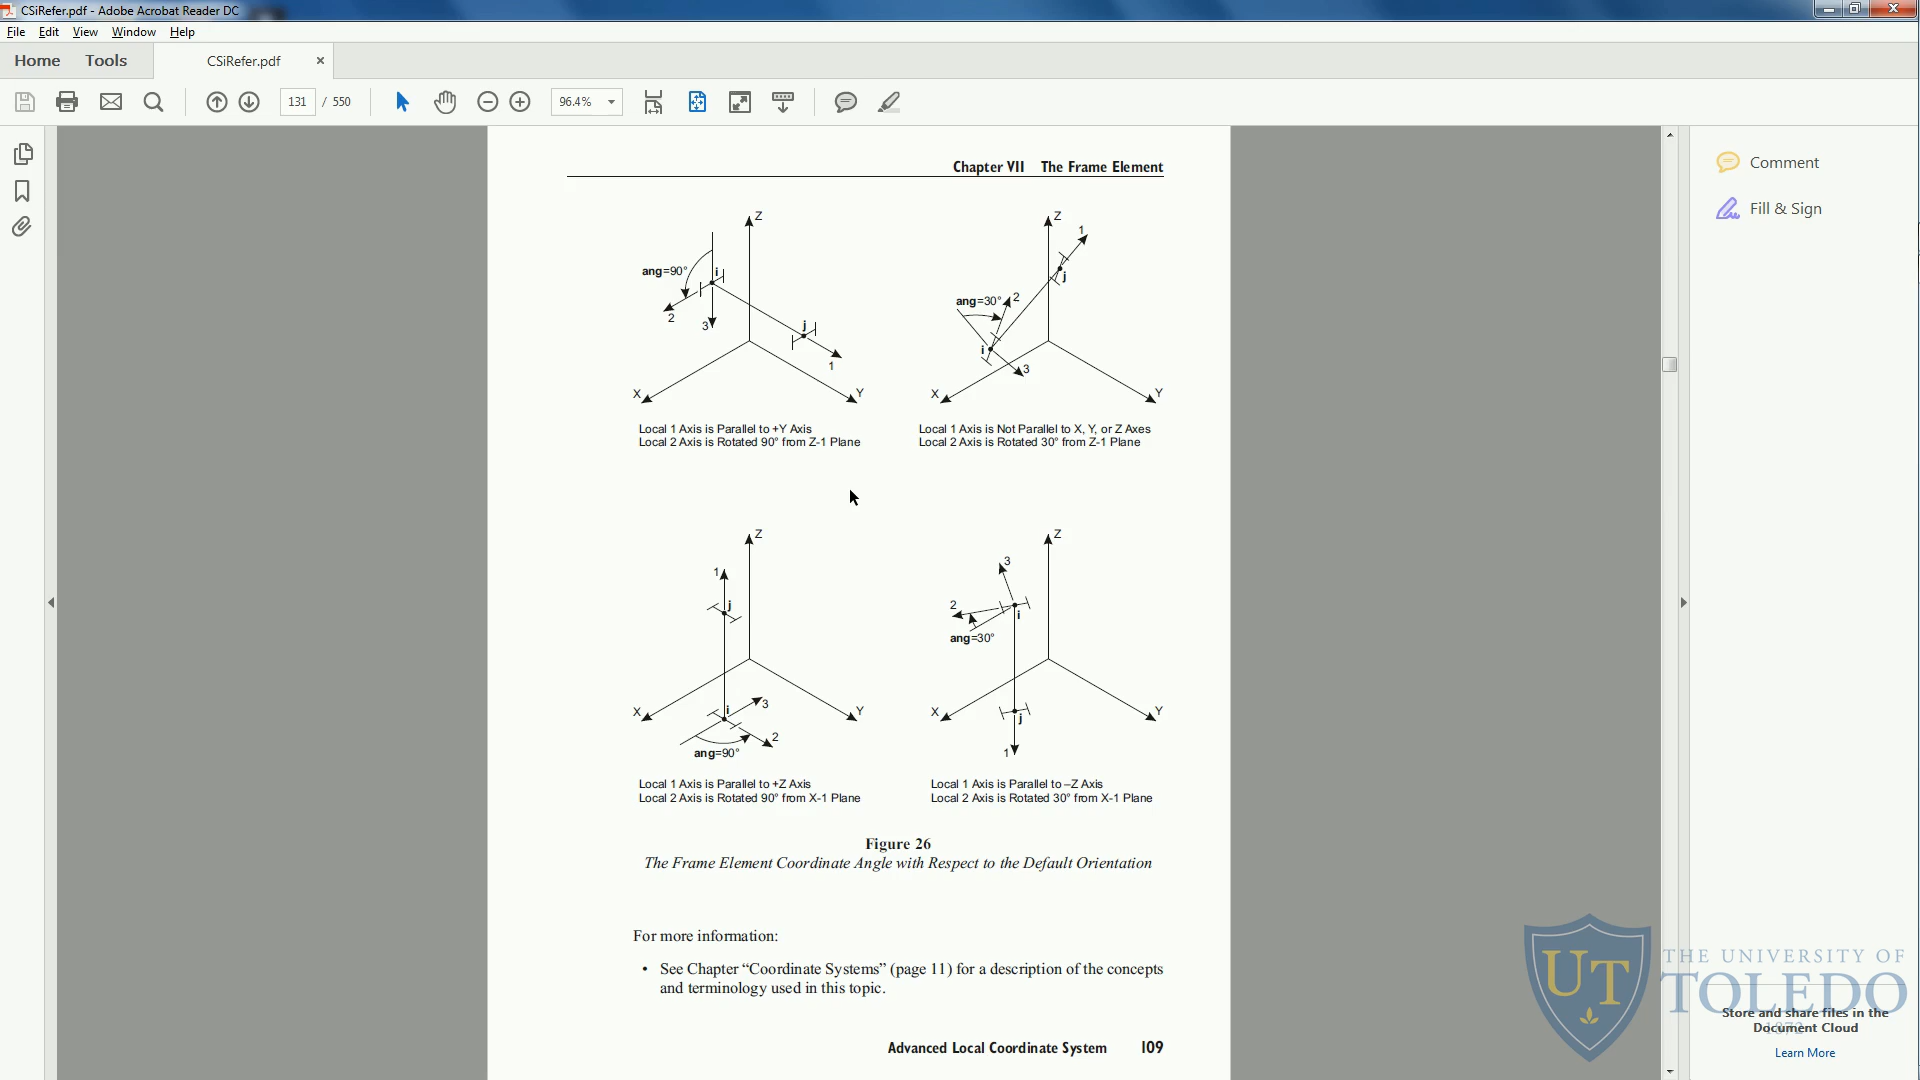 CSiRefer.pdf - Adobe Acrobat Reader DC
File Edit View Window Help
Home Tools CSiRefer.pdf ×
131 / 550 96.4%
Comment
Fill & Sign
Chapter VII The Frame Element
Z
ang=90°
i
2
3
j
1
X
Y
Local 1 Axis is Parallel to +Y Axis
Local 2 Axis is Rotated 90° from Z-1 Plane
Z
1
j
ang=30°
2
i
3
X
Y
Local 1 Axis is Not Parallel to X, Y, or Z Axes
Local 2 Axis is Rotated 30° from Z-1 Plane
Z
1
j
i
3
X
Y
2
ang=90°
Local 1 Axis is Parallel to +Z Axis
Local 2 Axis is Rotated 90° from X-1 Plane
Z
3
2
i
ang=30°
X
Y
j
1
Local 1 Axis is Parallel to –Z Axis
Local 2 Axis is Rotated 30° from X-1 Plane
Figure 26
The Frame Element Coordinate Angle with Respect to the Default Orientation
For more information:
• See Chapter “Coordinate Systems” (page 11) for a description of the concepts
and terminology used in this topic.
Advanced Local Coordinate System 109
UT
THE UNIVERSITY OF
TOLEDO
1872
Store and share files in the
Document Cloud
Learn More